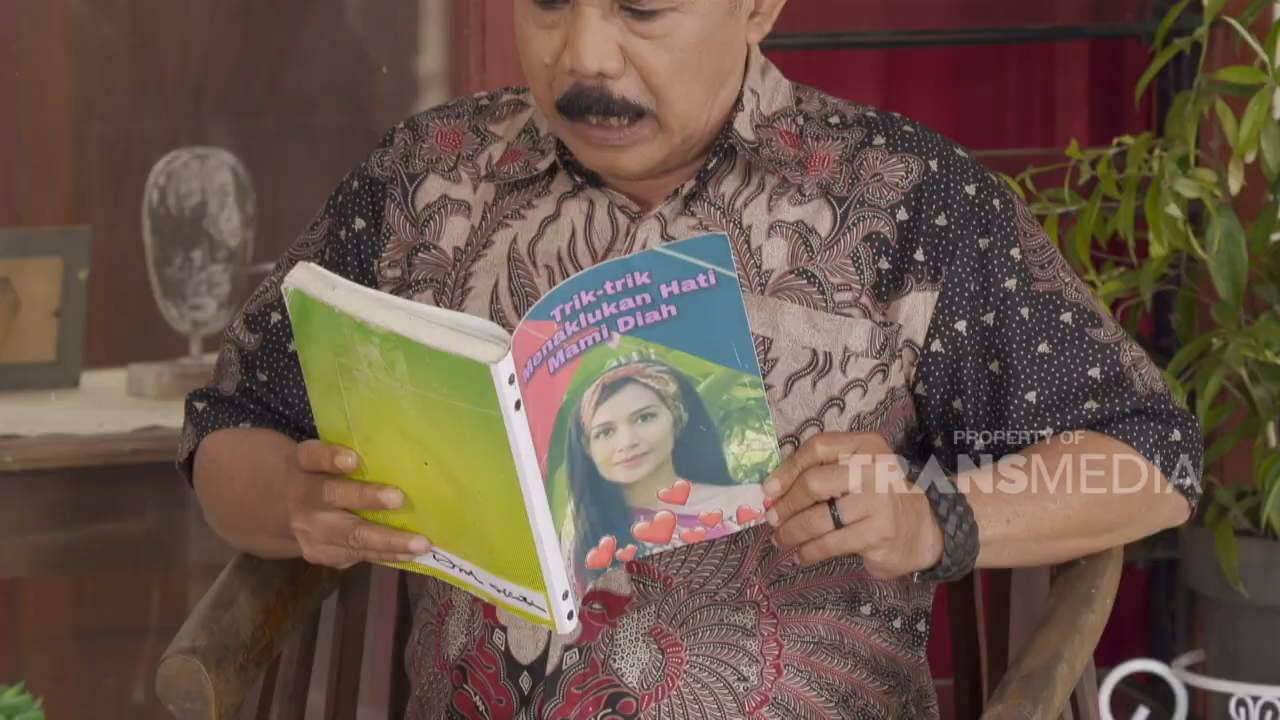 Trik-trik
Menaklukan Hati
Mami Diah
PROPERTY OF
TRANSMEDIA